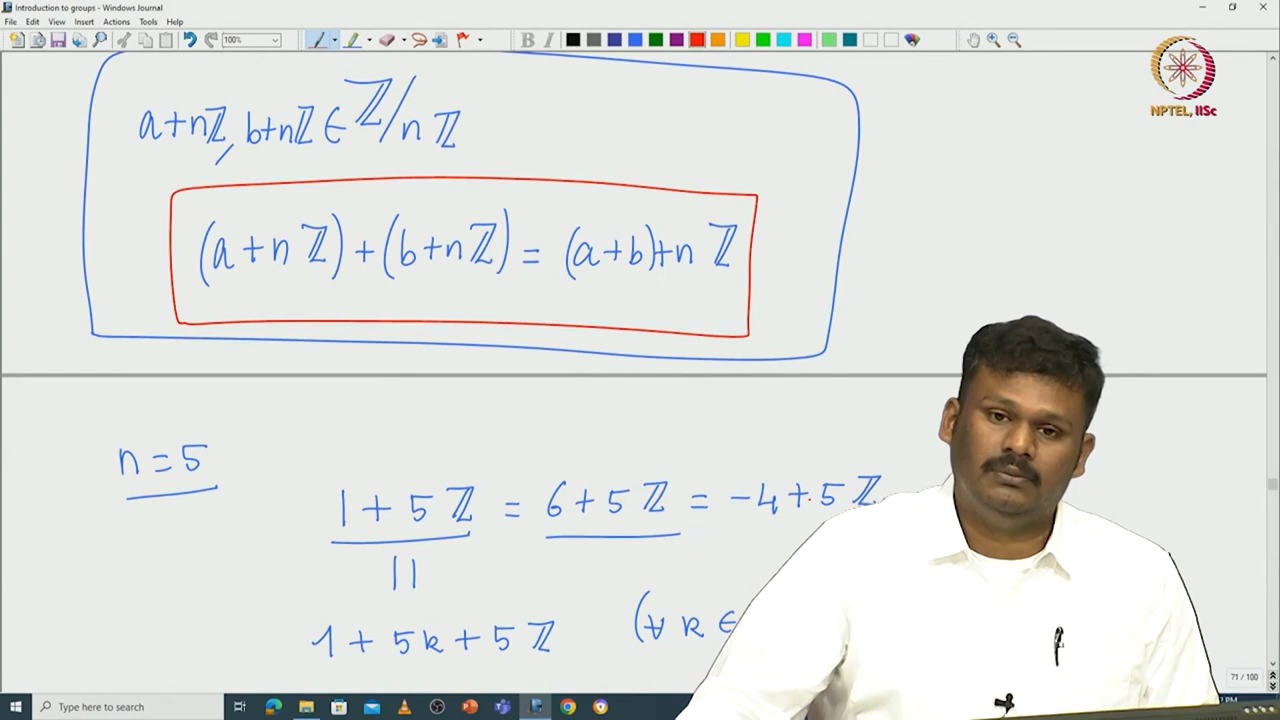 Introduction to groups - Windows Journal
File Edit View Insert Actions Tools Help
100%
B I
NPTEL, IISc
a+nℤ, b+nℤ ∈ ℤ/nℤ
(a+nℤ)+(b+nℤ) = (a+b)+nℤ
n=5
1+5ℤ = 6+5ℤ = -4+5ℤ
||
1+5k+5ℤ (∀ k ∈
71 / 100
Type here to search